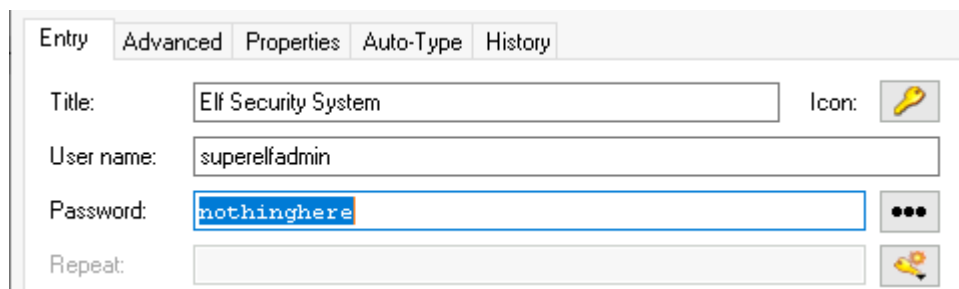 Entry Advanced Properties Auto-Type History
Title: Elf Security System Icon:
User name: superelfadmin
Password: nothinghere
Repeat: